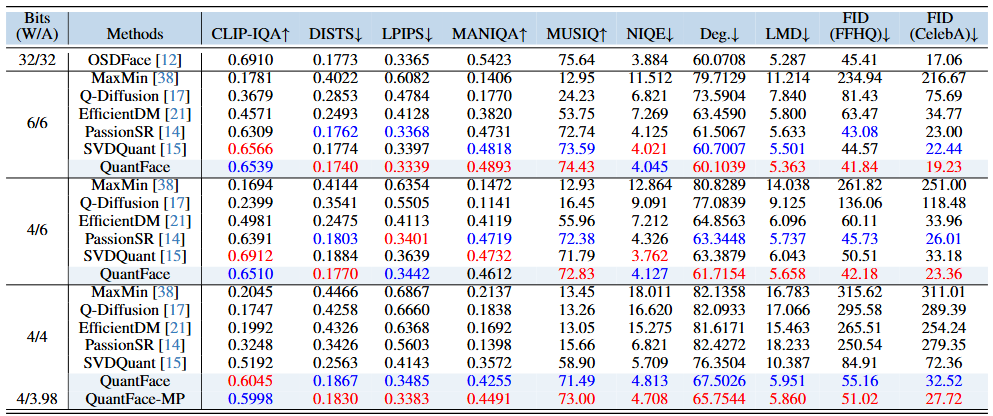 Bits (W/A) Methods CLIP-IQA↑ DISTS↓ LPIPS↓ MANIQA↑ MUSIQ↑ NIQE↓ Deg.↓ LMD↓ FID (FFHQ)↓ FID (CelebA)↓
32/32 OSDFace [12] 0.6910 0.1773 0.3365 0.5423 75.64 3.884 60.0708 5.287 45.41 17.06
MaxMin [38] 0.1781 0.4022 0.6082 0.1406 12.95 11.512 79.7129 11.214 234.94 216.67
Q-Diffusion [17] 0.3679 0.2853 0.4784 0.1770 24.23 6.821 73.5904 7.840 81.43 75.69
EfficientDM [21] 0.4571 0.2493 0.4128 0.3820 53.75 7.269 63.4590 5.800 63.47 34.77
6/6 PassionSR [14] 0.6309 0.1762 0.3368 0.4731 72.74 4.125 61.5067 5.633 43.08 23.00
SVDQuant [15] 0.6566 0.1774 0.3397 0.4818 73.59 4.021 60.7007 5.501 44.57 22.44
QuantFace 0.6539 0.1740 0.3339 0.4893 74.43 4.045 60.1039 5.363 41.84 19.23
MaxMin [38] 0.1694 0.4144 0.6354 0.1472 12.93 12.864 80.8289 14.038 261.82 251.00
Q-Diffusion [17] 0.2399 0.3541 0.5505 0.1141 16.45 9.091 77.0839 9.125 136.06 118.48
EfficientDM [21] 0.4981 0.2475 0.4113 0.4119 55.96 7.212 64.8563 6.096 60.11 33.96
4/6 PassionSR [14] 0.6391 0.1803 0.3401 0.4719 72.38 4.326 63.3448 5.737 45.73 26.01
SVDQuant [15] 0.6912 0.1884 0.3639 0.4732 71.79 3.762 63.3879 6.043 50.51 33.18
QuantFace 0.6510 0.1770 0.3442 0.4612 72.83 4.127 61.7154 5.658 42.18 23.36
MaxMin [38] 0.2045 0.4466 0.6867 0.2137 13.45 18.011 82.1358 16.783 315.62 311.01
Q-Diffusion [17] 0.1747 0.4258 0.6660 0.1838 13.26 16.620 82.0933 17.066 295.58 289.39
EfficientDM [21] 0.1992 0.4326 0.6368 0.1692 13.05 15.275 81.6171 15.463 265.51 254.24
4/4 PassionSR [14] 0.3248 0.3426 0.5603 0.1398 15.66 6.821 82.4272 18.233 250.54 279.35
SVDQuant [15] 0.5192 0.2563 0.4143 0.3572 58.90 5.709 76.3504 10.387 84.91 72.36
QuantFace 0.6045 0.1867 0.3485 0.4255 71.49 4.813 67.5026 5.951 55.16 32.52
4/3.98 QuantFace-MP 0.5998 0.1830 0.3383 0.4491 73.00 4.708 65.7544 5.860 51.02 27.72